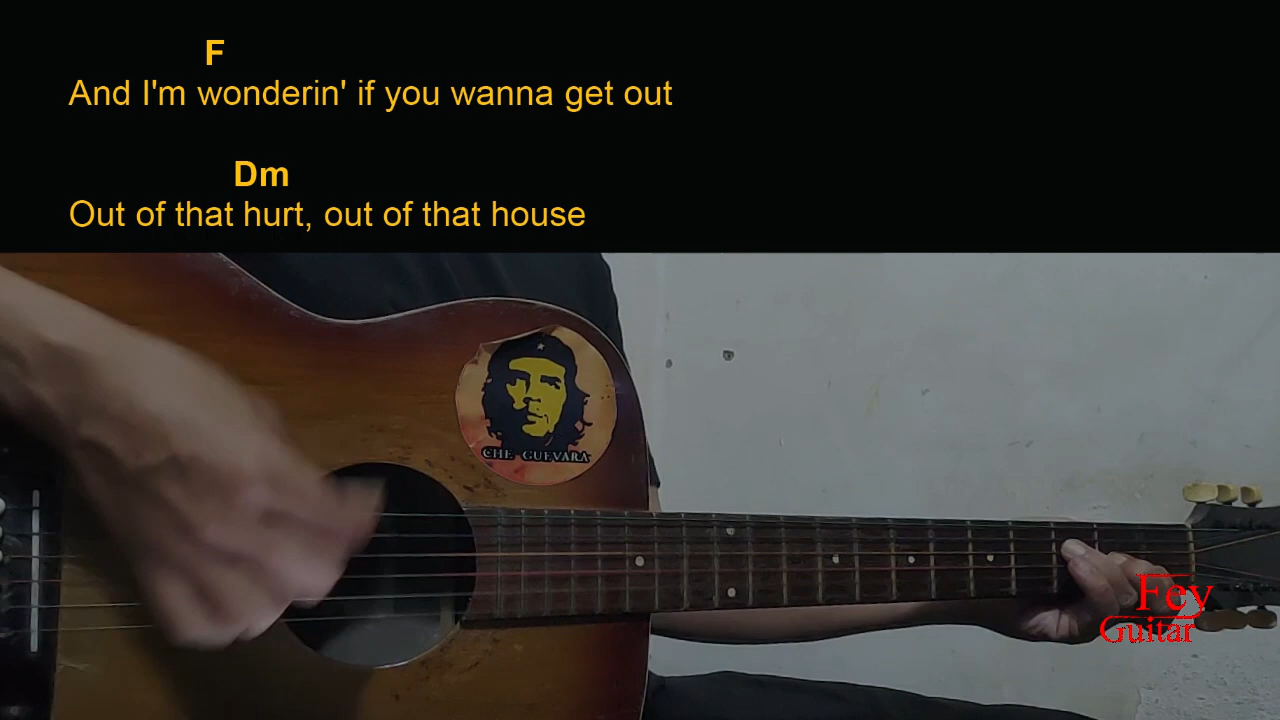 F
And I'm wonderin' if you wanna get out
Dm
Out of that hurt, out of that house
CHE GUEVARA
Fey
Guitar